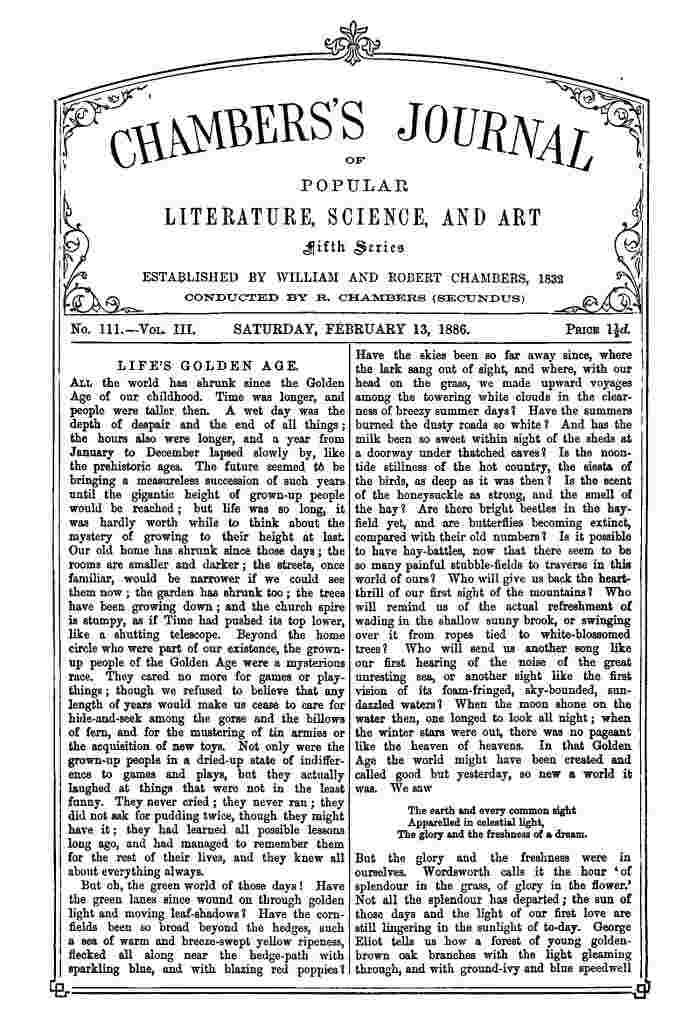 CHAMBERS'S JOURNAL
OF
POPULAR
LITERATURE, SCIENCE, AND ART
Fifth Series
ESTABLISHED BY WILLIAM AND ROBERT CHAMBERS, 1832
CONDUCTED BY R. CHAMBERS (SECUNDUS)
No. 111.—Vol. III. SATURDAY, FEBRUARY 13, 1886. Price 1½d.
LIFE'S GOLDEN AGE.
All the world has shrunk since the Golden
Age of our childhood. Time was longer, and
people were taller then. A wet day was the
depth of despair and the end of all things;
the hours also were longer, and a year from
January to December lapsed slowly by, like
the prehistoric ages. The future seemed to be
bringing a measureless succession of such years
until the gigantic height of grown-up people
would be reached; but life was so long, it
was hardly worth while to think about the
mystery of growing to their height at last.
Our old home has shrunk since those days; the
rooms are smaller and darker; the streets, once
familiar, would be narrower if we could see
them now; the garden has shrunk too; the trees
have been growing down; and the church spire
is stumpy, as if Time had pushed its top lower,
like a shutting telescope. Beyond the home
circle who were part of our existence, the grown-
up people of the Golden Age were a mysterious
race. They cared no more for games or play-
things; though we refused to believe that any
length of years would make us cease to care for
hide-and-seek among the gorse and the billows
of fern, and for the mustering of tin armies or
the acquisition of new toys. Not only were the
grown-up people in a dried-up state of indiffer-
ence to games and plays, but they actually
laughed at things that were not in the least
funny. They never cried; they never ran; they
did not ask for pudding twice, though they might
have it; they had learned all possible lessons
long ago, and had managed to remember them
for the rest of their lives, and they knew all
about everything always.
But oh, the green world of those days! Have
the green lanes since wound on through golden
light and moving leaf-shadows? Have the corn-
fields been so broad beyond the hedges, such
a sea of warm and breeze-swept yellow ripeness,
flecked all along near the hedge-path with
sparkling blue, and with blazing red poppies?
Have the skies been so far away since, where
the lark sang out of sight, and where, with our
head on the grass, we made upward voyages
among the towering white clouds in the clear-
ness of breezy summer days? Have the summers
burned the dusty roads so white? And has the
milk been so sweet within sight of the sheds at
a doorway under thatched eaves? Is the noon-
tide stillness of the hot country, the siesta of
the birds, as deep as it was then? Is the scent
of the honeysuckle as strong, and the smell of
the hay? Are there bright beetles in the hay-
field yet, and are butterflies becoming extinct,
compared with their old numbers? Is it possible
to have hay-battles, now that there seem to be
so many painful stubble-fields to traverse in this
world of ours? Who will give us back the heart-
thrill of our first sight of the mountains? Who
will remind us of the actual refreshment of
wading in the shallow sunny brook, or swinging
over it from ropes tied to white-blossomed
trees? Who will send us another song like
our first hearing of the noise of the great
unresting sea, or another sight like the first
vision of its foam-fringed, sky-bounded, sun-
dazzled waters? When the moon shone on the
water then, one longed to look all night; when
the winter stars were out, there was no pageant
like the heaven of heavens. In that Golden
Age the world might have been created and
called good but yesterday, so new a world it
was. We saw
The earth and every common sight
Apparelled in celestial light,
The glory and the freshness of a dream.
But the glory and the freshness were in
ourselves. Wordsworth calls it the hour 'of
splendour in the grass, of glory in the flower.'
Not all the splendour has departed; the sun of
those days and the light of our first love are
still lingering in the sunlight of to-day. George
Eliot tells us how a forest of young golden-
brown oak branches with the light gleaming
through, and with ground-ivy and blue speedwell